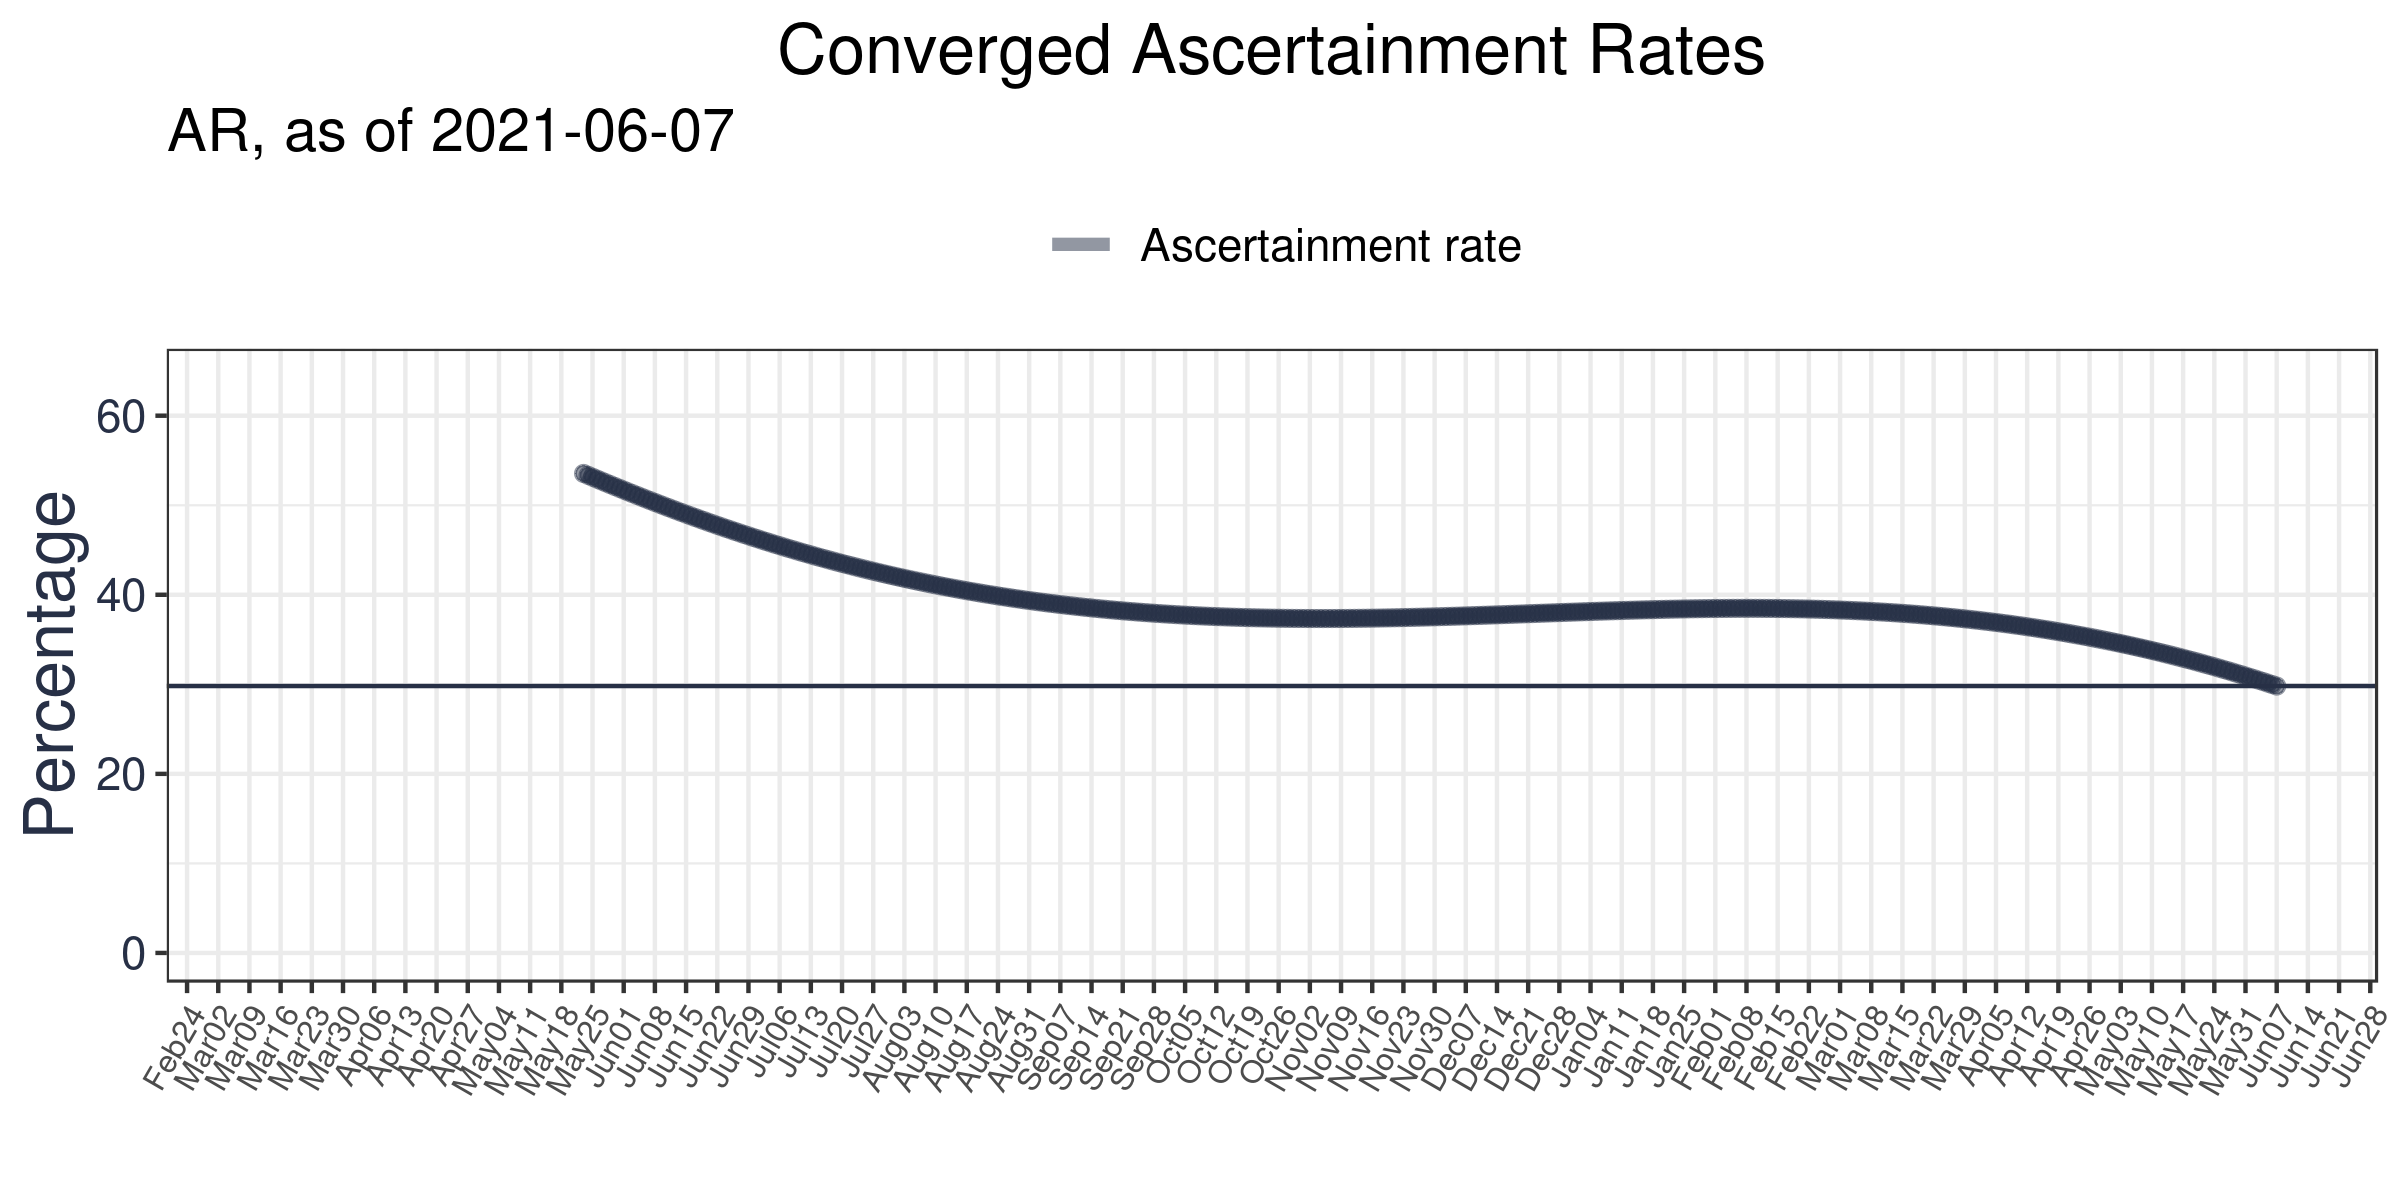 Converged Ascertainment Rates
AR, as of 2021-06-07
Ascertainment rate
Percentage
60
40
20
0
Feb24
Mar02
Mar09
Mar16
Mar23
Mar30
Apr06
Apr13
Apr20
Apr27
May04
May11
May18
May25
Jun01
Jun08
Jun15
Jun22
Jun29
Jul06
Jul13
Jul20
Jul27
Aug03
Aug10
Aug17
Aug24
Aug31
Sep07
Sep14
Sep21
Sep28
Oct05
Oct12
Oct19
Oct26
Nov02
Nov09
Nov16
Nov23
Nov30
Dec07
Dec14
Dec21
Dec28
Jan04
Jan11
Jan18
Jan25
Feb01
Feb08
Feb15
Feb22
Mar01
Mar08
Mar15
Mar22
Mar29
Apr05
Apr12
Apr19
Apr26
May03
May10
May17
May24
May31
Jun07
Jun14
Jun21
Jun28